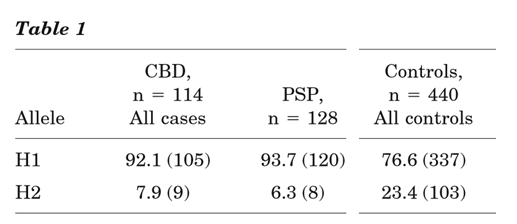 Table 1
CBD,
n = 114
All cases
PSP,
n = 128
Controls,
n = 440
All controls
Allele
H1 92.1 (105) 93.7 (120) 76.6 (337)
H2 7.9 (9) 6.3 (8) 23.4 (103)